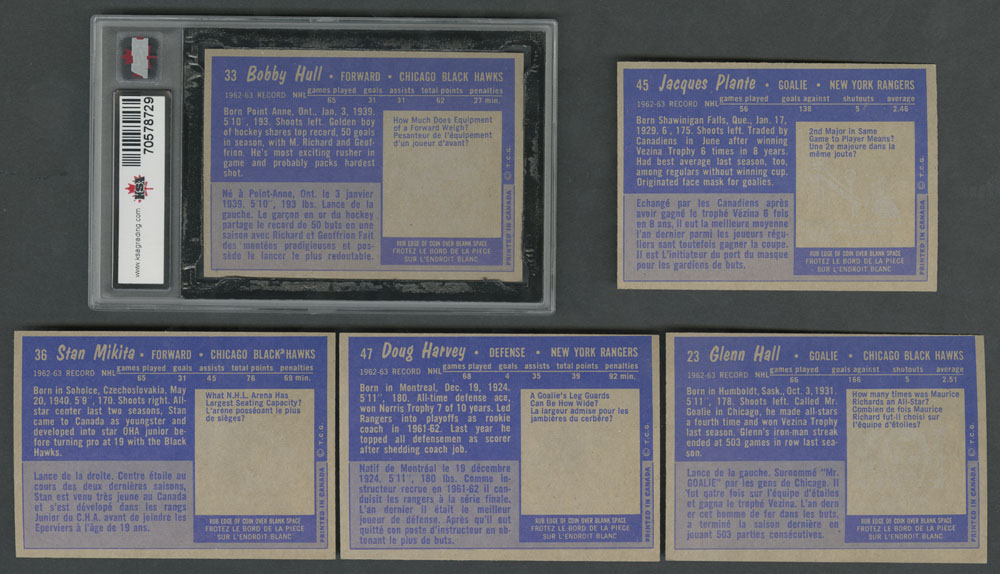 70578729
ksa
www.ksagrading.com
33 Bobby Hull • FORWARD • CHICAGO BLACK HAWKS
games played goals assists total points penalties
1962-63 RECORD NHL 65 31 31 62 27 min.
Born Point Anne, Ont., Jan. 3, 1939.
5'10", 193. Shoots left. Golden boy
of hockey shares top record, 50 goals
in season, with M. Richard and Geof-
frion. He's most exciting rusher in
game and probably packs hardest
shot.
Né à Point-Anne, Ont. le 3 janvier
1939. 5'10", 193 lbs. Lance de la
gauche. Le garçon en or du hockey
partage le record de 50 buts en une
saison avec Richard et Geoffrion Fait
des montées prodigieuses et pos-
sède le lancer le plus redoutable.
How Much Does Equipment
of a Forward Weigh?
Pesanteur de l'équipement
d'un joueur d'avant?
RUB EDGE OF COIN OVER BLANK SPACE
FROTEZ LE BORD DE LA PIECE
SUR L'ENDROIT BLANC
PRINTED IN CANADA © T.C.G.
45 Jacques Plante • GOALIE • NEW YORK RANGERS
games played goals against shutouts average
1962-63 RECORD NHL 56 138 5 2.46
Born Shawinigan Falls, Que., Jan. 17,
1929. 6', 175. Shoots left. Traded by
Canadiens in June after winning
Vezina Trophy 6 times in 8 years.
Had best average last season, too,
among regulars without winning cup.
Originated face mask for goalies.
Echangé par les Canadiens après
avoir gagné le trophé Vézina 6 fois
en 8 ans, il eut la meilleure moyenne
l'an dernier parmi les joueurs régu-
liers sant toutefois gagner la coupe.
Il est L'initiateur du port du masque
pour les gardiens de buts.
2nd Major in Same
Game to Player Means?
Une 2e majeure dans la
même joute?
RUB EDGE OF COIN OVER BLANK SPACE
FROTEZ LE BORD DE LA PIECE
SUR L'ENDROIT BLANC
PRINTED IN CANADA © T.C.G.
36 Stan Mikita • FORWARD • CHICAGO BLACK HAWKS
games played goals assists total points penalties
1962-63 RECORD NHL 65 31 45 76 69 min.
Born in Soholce, Czechoslovakia, May
20, 1940. 5'9", 170. Shoots right. All-
star center last two seasons, Stan
came to Canada as youngster and
developed into star OHA junior be-
fore turning pro at 19 with the Black
Hawks.
Lance de la droite. Centre étoile au
cours des deux dernières saisons,
Stan est venu très jeune au Canada
et s'est développé dans les rangs
Junior du C.H.A. avant de joindre les
Eperviers à l'âge de 19 ans.
What N.H.L. Arena Has
Largest Seating Capacity?
L'arene possédant le plus
de sièges?
RUB EDGE OF COIN OVER BLANK SPACE
FROTEZ LE BORD DE LA PIECE
SUR L'ENDROIT BLANC
PRINTED IN CANADA © T.C.G.
47 Doug Harvey • DEFENSE • NEW YORK RANGERS
games played goals assists total points penalties
1962-63 RECORD NHL 68 4 35 39 92 min.
Born in Montreal, Dec. 19, 1924.
5'11", 180. All-time defense ace,
won Norris Trophy 7 of 10 years. Led
Rangers into playoffs as rookie
coach in 1961-62. Last year he
topped all defensemen as scorer
after shedding coach job.
Natif de Montréal le 19 décembre
1924. 5'11", 180 lbs. Comme in-
structeur recrue en 1961-62 il con-
duisit les rangers à la série finale.
L'an dernier il était le meilleur
joueur de défense. Après qu'il eut
quitté son poste d'instructeur en ob-
tenant le plus de buts.
A Goalie's Leg Guards
Can Be How Wide?
La largeur admise pour les
jambières du cerbère?
RUB EDGE OF COIN OVER BLANK SPACE
FROTEZ LE BORD DE LA PIECE
SUR L'ENDROIT BLANC
PRINTED IN CANADA © T.C.G.
23 Glenn Hall • GOALIE • CHICAGO BLACK HAWKS
games played goals against shutouts average
1962-63 RECORD NHL 66 166 5 2.51
Born in Humboldt, Sask., Oct. 3, 1931.
5'11", 178. Shoots left. Called Mr.
Goalie in Chicago, he made all-stars
a fourth time and won Vezina Trophy
last season. Glenn's iron-man streak
ended at 503 games in row last sea-
son.
Lance de la gauche. Surnommé "Mr.
GOALIE" par les gens de Chicago. Il
fut qatre fois sur l'équipe d'étoiles
et gagna le trophy Vezina. L'an dern
er cet homme de fer dans les buts,
a terminé la saison dernière en
jouant 503 parties consécutives.
How many times was Maurice
Richards an All-Star?
Combien de fois Maurice
Richard fut-il choisi sur
l'équipe d'étoiles?
RUB EDGE OF COIN OVER BLANK SPACE
FROTEZ LE BORD DE LA PIECE
SUR L'ENDROIT BLANC
PRINTED IN CANADA © T.C.G.